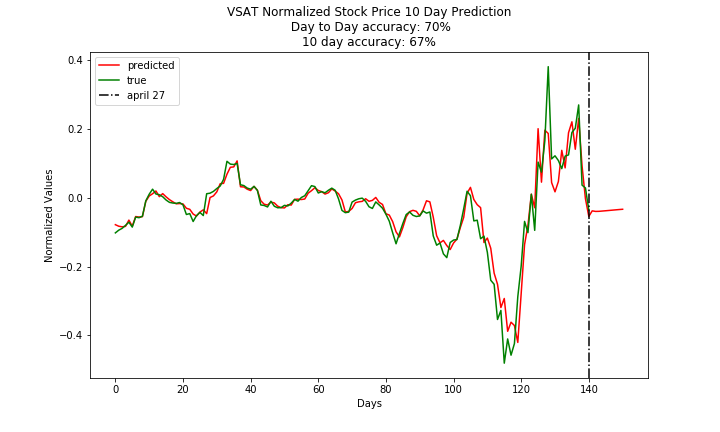 VSAT Normalized Stock Price 10 Day Prediction
Day to Day accuracy: 70%
10 day accuracy: 67%
predicted
true
april 27
Normalized Values
0.4
0.2
0.0
−0.2
−0.4
0
20
40
60
80
100
120
140
Days